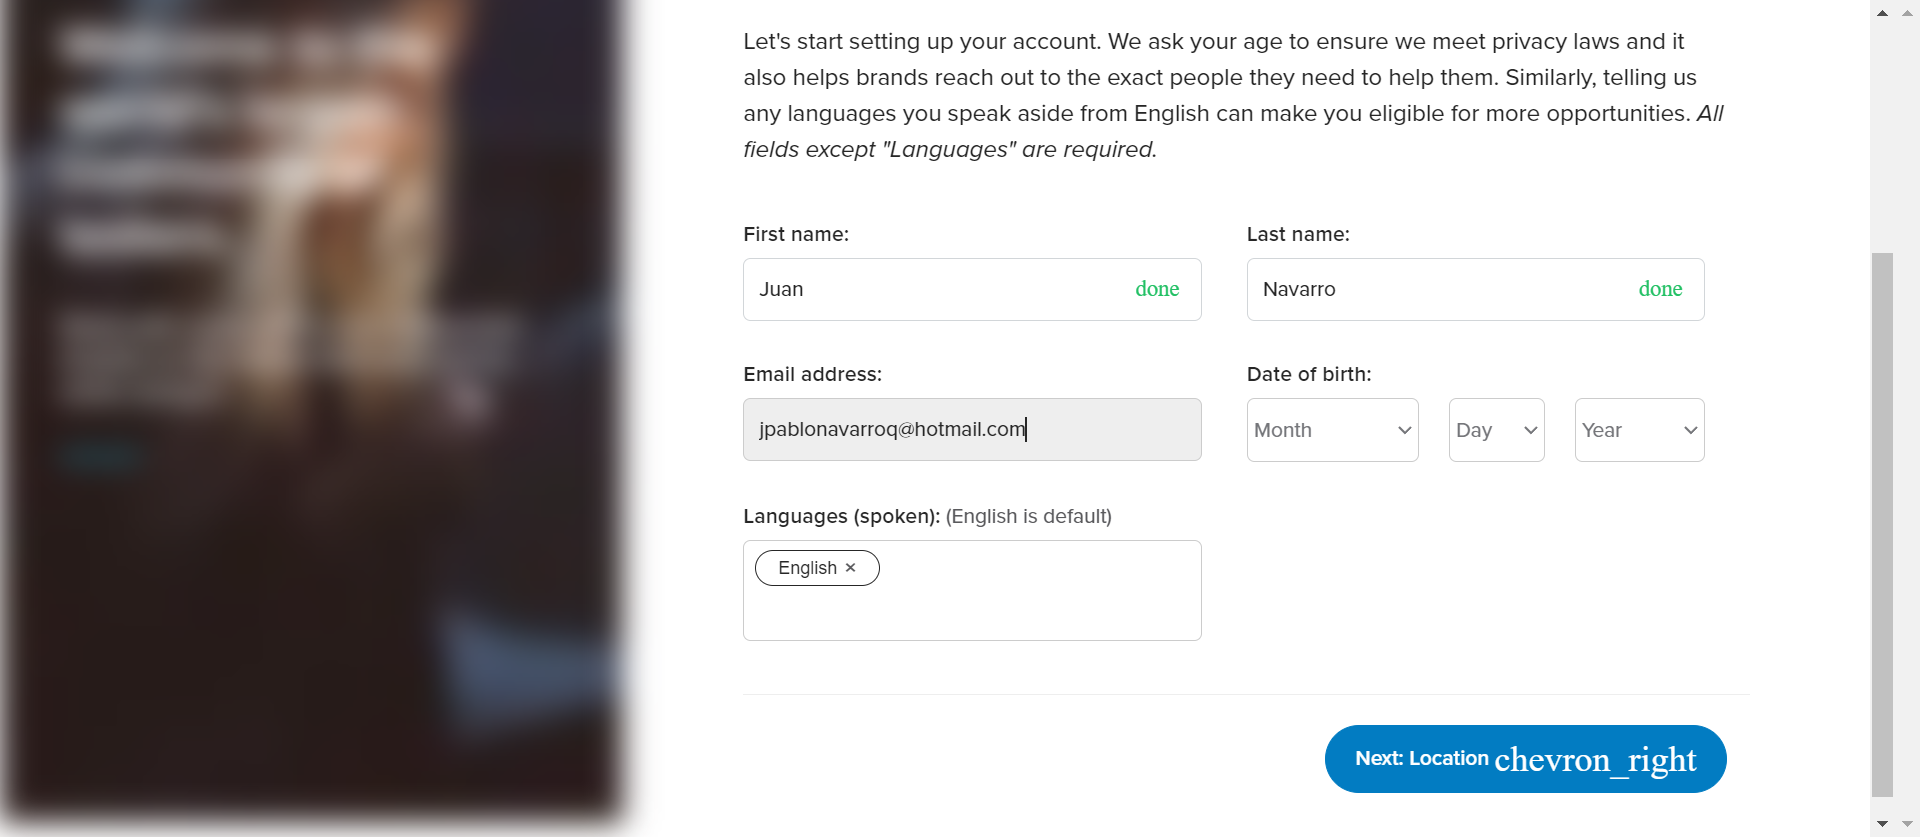 Let's start setting up your account. We ask your age to ensure we meet privacy laws and it
also helps brands reach out to the exact people they need to help them. Similarly, telling us
any languages you speak aside from English can make you eligible for more opportunities. All
fields except "Languages" are required.
First name:
Last name:
Juan done
Navarro done
Email address:
Date of birth:
jpablonavarroq@hotmail.com
Month
Day
Year
Languages (spoken): (English is default)
English ×
Next: Location chevron_right